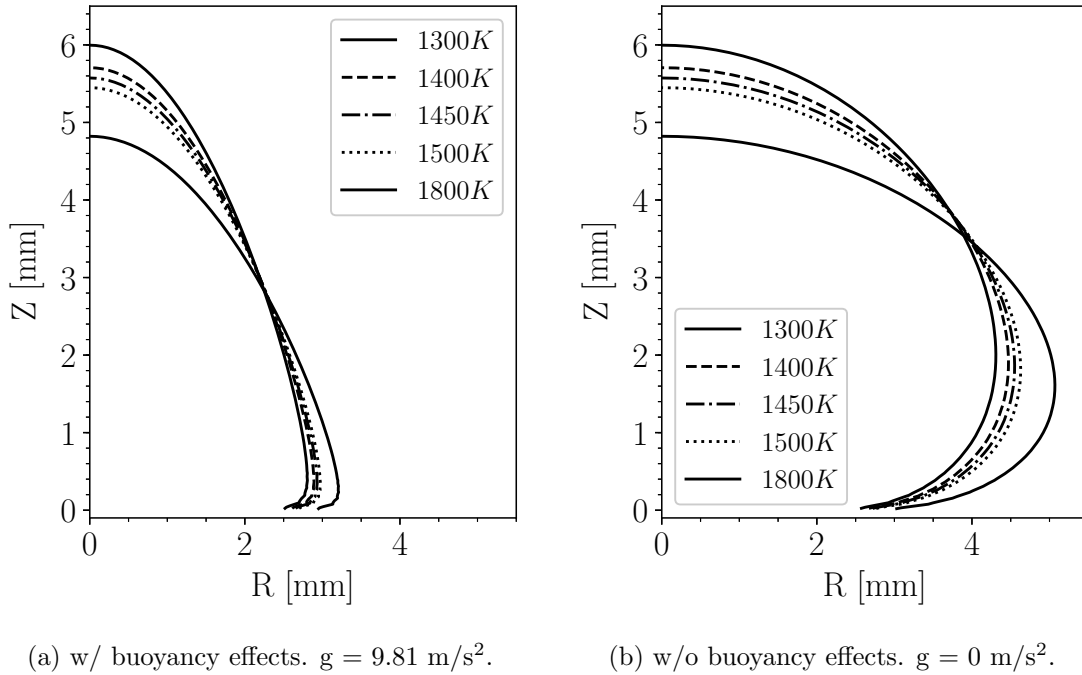 6
5
4
3
2
1
0
Z [mm]
0 2 4
R [mm]
1300K
1400K
1450K
1500K
1800K
(a) w/ buoyancy effects. g = 9.81 m/s².
6
5
4
3
2
1
0
Z [mm]
0 2 4
R [mm]
1300K
1400K
1450K
1500K
1800K
(b) w/o buoyancy effects. g = 0 m/s².